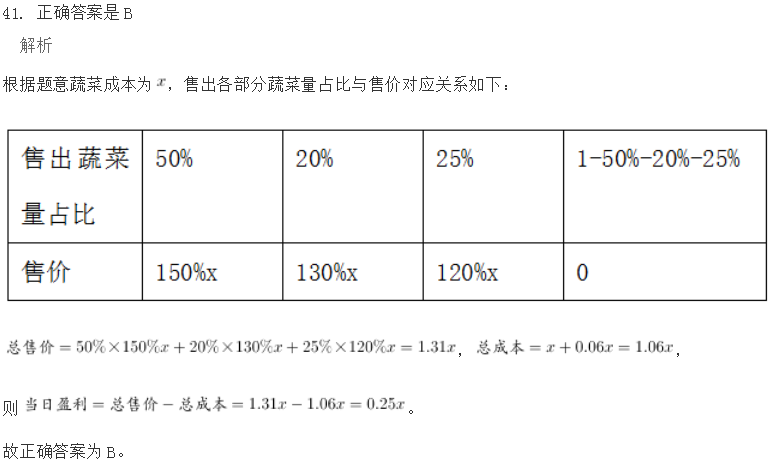 41. 正确答案是B
解析
根据题意蔬菜成本为 x，售出各部分蔬菜量占比与售价对应关系如下：
售出蔬菜 50% 20% 25% 1-50%-20%-25%
量占比
售价 150%x 130%x 120%x 0
总售价＝50%×150%x＋20%×130%x＋25%×120%x＝1.31x，总成本＝x＋0.06x＝1.06x，
则 当日盈利＝总售价－总成本＝1.31x－1.06x＝0.25x 。
故正确答案为 B。